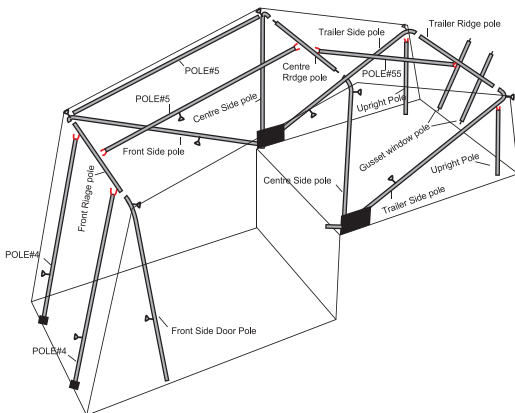 Trailer Ridge pole
Trailer Side pole
POLE#5
Centre
Rrdge pole
POLE#55
POLE#5
Centre Side pole
Upright Pole
Gusset window pole
Front Side pole
Upright Pole
Centre Side pole
Front Riage pole
Trailer Side pole
POLE#4
Front Side Door Pole
POLE#4